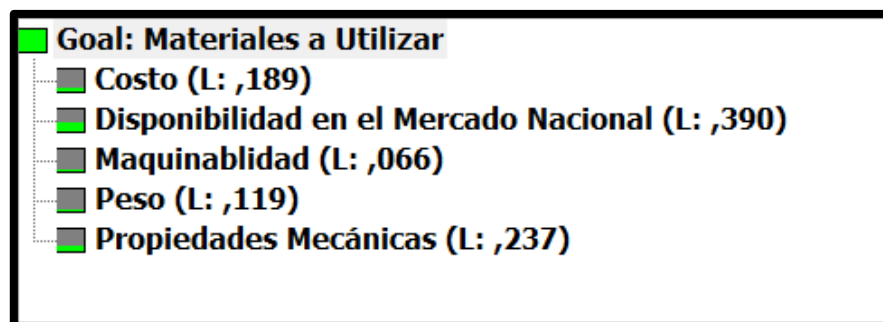 Goal: Materiales a Utilizar
Costo (L: ,189)
Disponibilidad en el Mercado Nacional (L: ,390)
Maquinablidad (L: ,066)
Peso (L: ,119)
Propiedades Mecánicas (L: ,237)